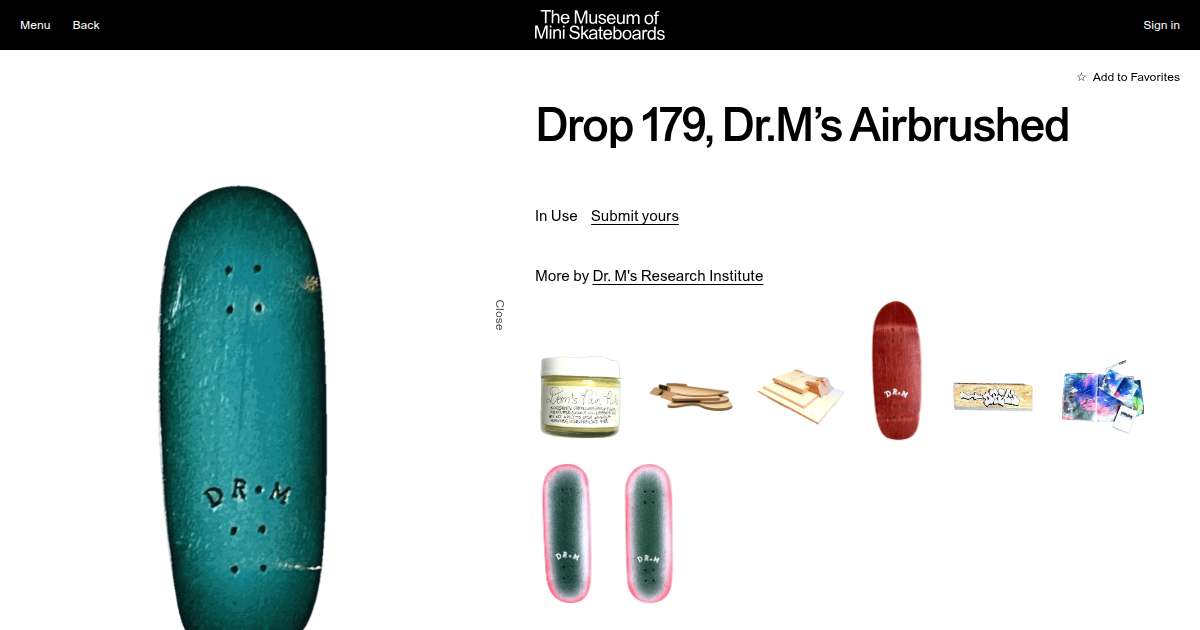 Menu
Back
The Museum of
Mini Skateboards
Sign in
☆ Add to Favorites
Drop 179, Dr.M’s Airbrushed
In Use
Submit yours
More by Dr. M's Research Institute
Close
DR•M
DR•M
DR•M
DR•M